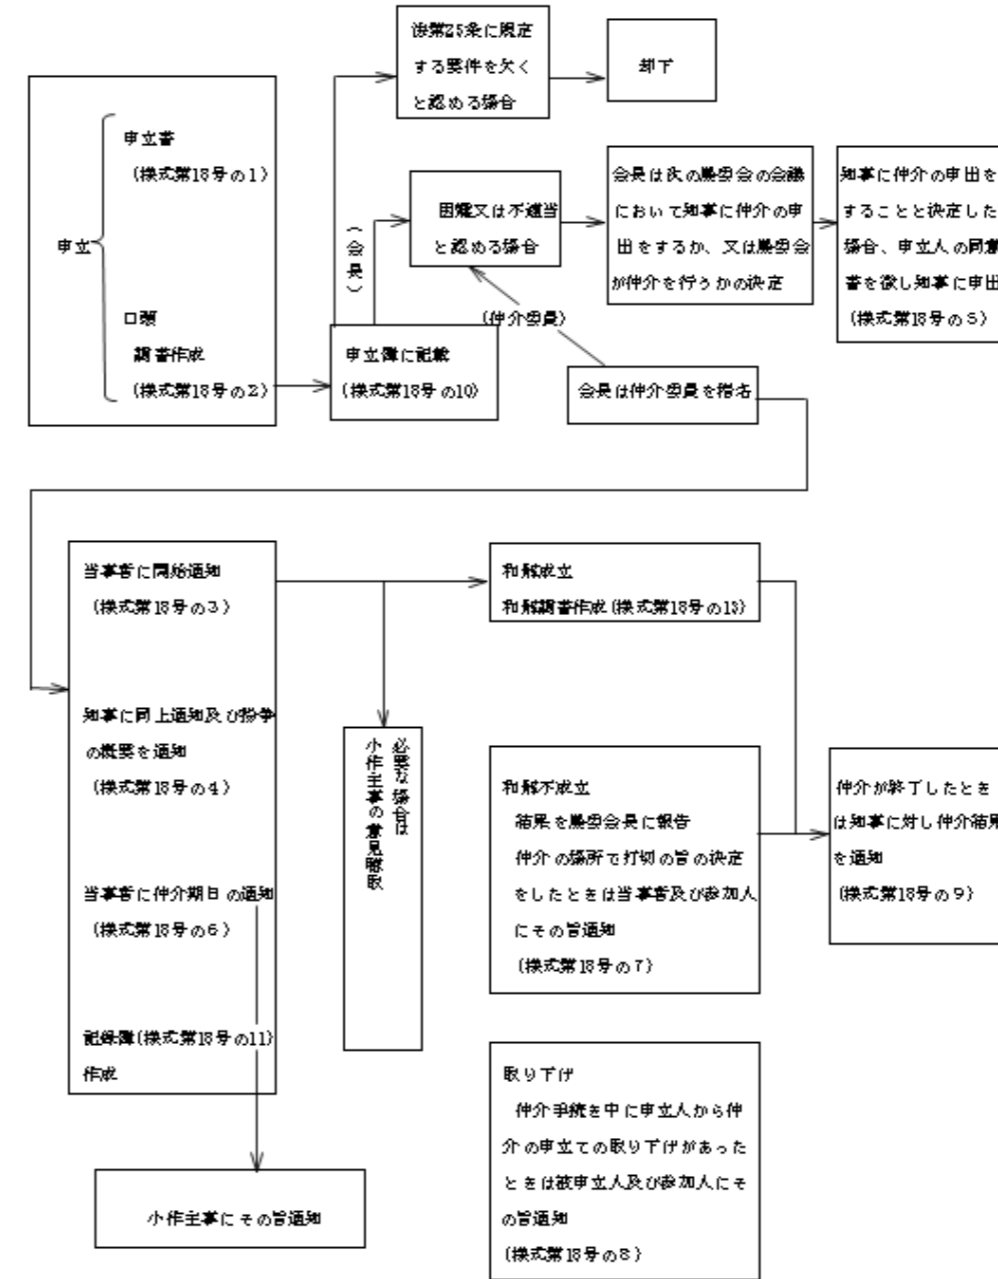 法第25条に規定
する要件を欠く
と認める場合
却下
申立
申立書
(様式第18号の1)
口頭
調書作成
(様式第18号の2)
(会長)
困難又は不適当
と認める場合
会長は次の農委会の会議
において知事に仲介の申
出をするか、又は農委会
が仲介を行うかの決定
知事に仲介の申出を
することと決定した
場合、申立人の同意
書を徴し知事に申出
(様式第18号の5)
(仲介委員)
申立簿に記載
(様式第18号の10)
会長は仲介委員を指名
当事者に開始通知
(様式第18号の3)
知事に同上通知及び紛争
の概要を通知
(様式第18号の4)
当事者に仲介期日の通知
(様式第18号の6)
記録簿(様式第18号の11)
作成
小作主事にその旨通知
必要な場合は
小作主事の意見聴取
和解成立
和解調書作成(様式第18号の13)
和解不成立
結果を農委会長に報告
仲介の場所で打切の旨の決定
をしたときは当事者及び参加人
にその旨通知
(様式第18号の7)
取り下げ
仲介手続を中に申立人から仲
介の申立ての取り下げがあった
ときは被申立人及び参加人にそ
の旨通知
(様式第18号の8)
仲介が終了したとき
は知事に対し仲介結果
を通知
(様式第18号の9)